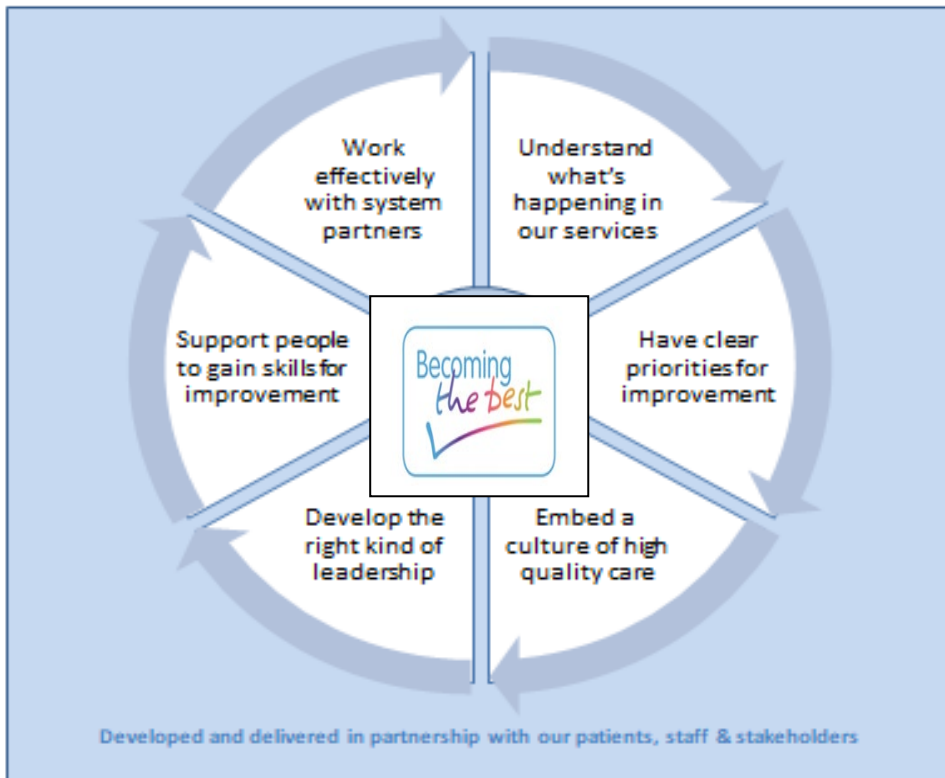 Work
effectively
with system
partners
Understand
what's
happening in
our services
Support people
to gain skills for
improvement
Becoming
the best
Have clear
priorities for
improvement
Develop the
right kind of
leadership
Embed a
culture of high
quality care
Developed and delivered in partnership with our patients, staff & stakeholders